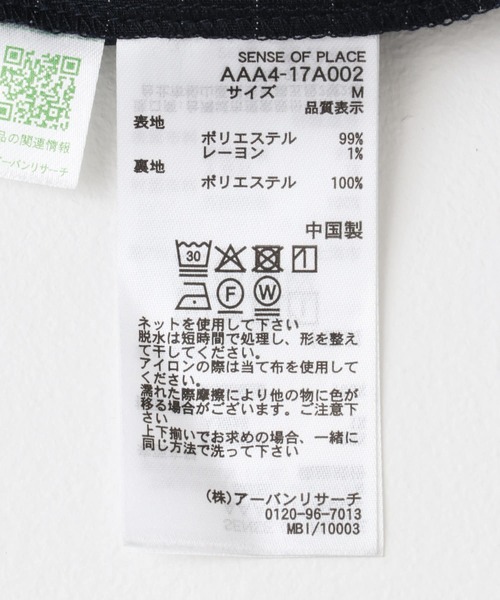 SENSE OF PLACE
AAA4-17A002
サイズ M
品質表示
表地
ポリエステル 99%
レーヨン 1%
裏地
ポリエステル 100%
中国製
30
F
W
ネットを使用して下さい
脱水は短時間で処理し、形を整え
て干してください。
アイロンの際は当て布を使用して
ください。
濡れた際摩擦により他の物に色が
移る場合がございます。ご注意下
さい
上下揃いでお求めの場合、一緒に
同じ方法で洗って下さい
(株)アーバンリサーチ
0120-96-7013
MBI/10003
品の関連情報
アーバンリサーチ